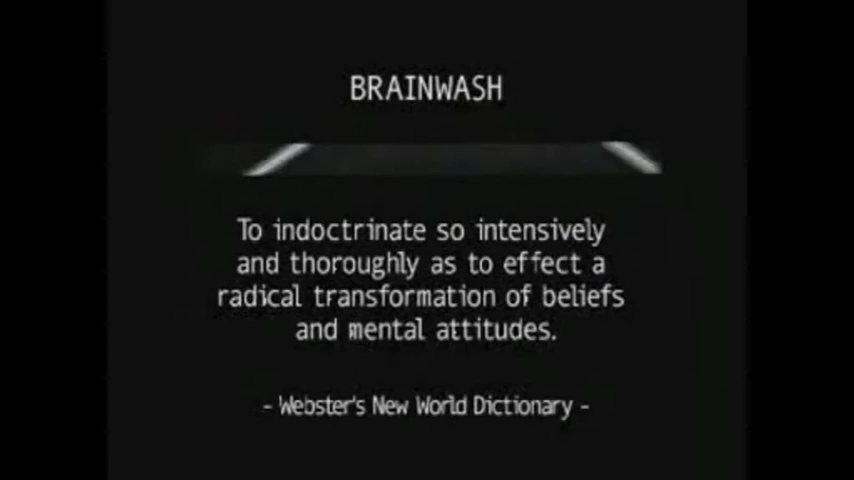 BRAINWASH
To indoctrinate so intensively
and thoroughly as to effect a
radical transformation of beliefs
and mental attitudes.
- Webster's New World Dictionary -